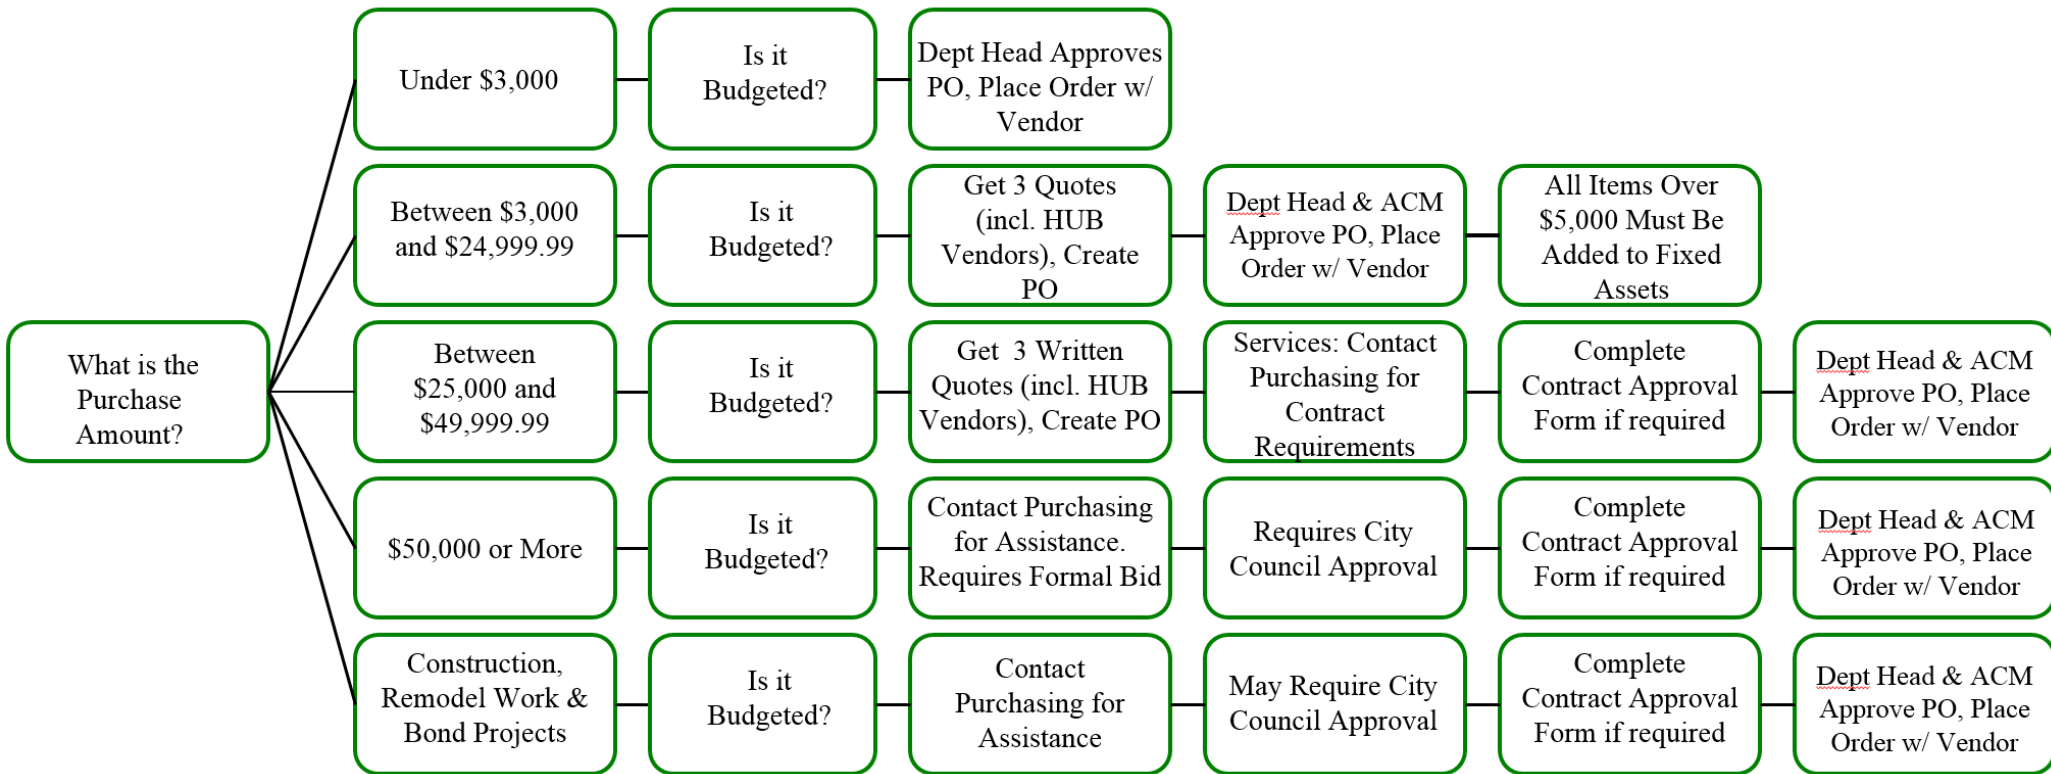 What is the
Purchase
Amount?
Under $3,000
Is it
Budgeted?
Dept Head Approves
PO, Place Order w/
Vendor
Between $3,000
and $24,999.99
Is it
Budgeted?
Get 3 Quotes
(incl. HUB
Vendors), Create
PO
Dept Head & ACM
Approve PO, Place
Order w/ Vendor
All Items Over
$5,000 Must Be
Added to Fixed
Assets
Between
$25,000 and
$49,999.99
Is it
Budgeted?
Get 3 Written
Quotes (incl. HUB
Vendors), Create PO
Services: Contact
Purchasing for
Contract
Requirements
Complete
Contract Approval
Form if required
Dept Head & ACM
Approve PO, Place
Order w/ Vendor
$50,000 or More
Is it
Budgeted?
Contact Purchasing
for Assistance.
Requires Formal Bid
Requires City
Council Approval
Complete
Contract Approval
Form if required
Dept Head & ACM
Approve PO, Place
Order w/ Vendor
Construction,
Remodel Work &
Bond Projects
Is it
Budgeted?
Contact
Purchasing for
Assistance
May Require City
Council Approval
Complete
Contract Approval
Form if required
Dept Head & ACM
Approve PO, Place
Order w/ Vendor